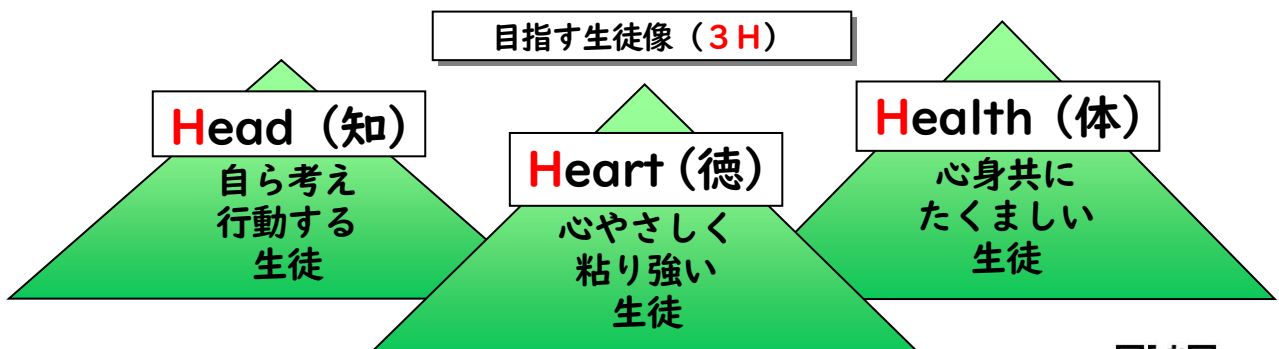 目指す生徒像（３Ｈ）
Head（知）
自ら考え
行動する
生徒
Heart（徳）
心やさしく
粘り強い
生徒
Health（体）
心身共に
たくましい
生徒